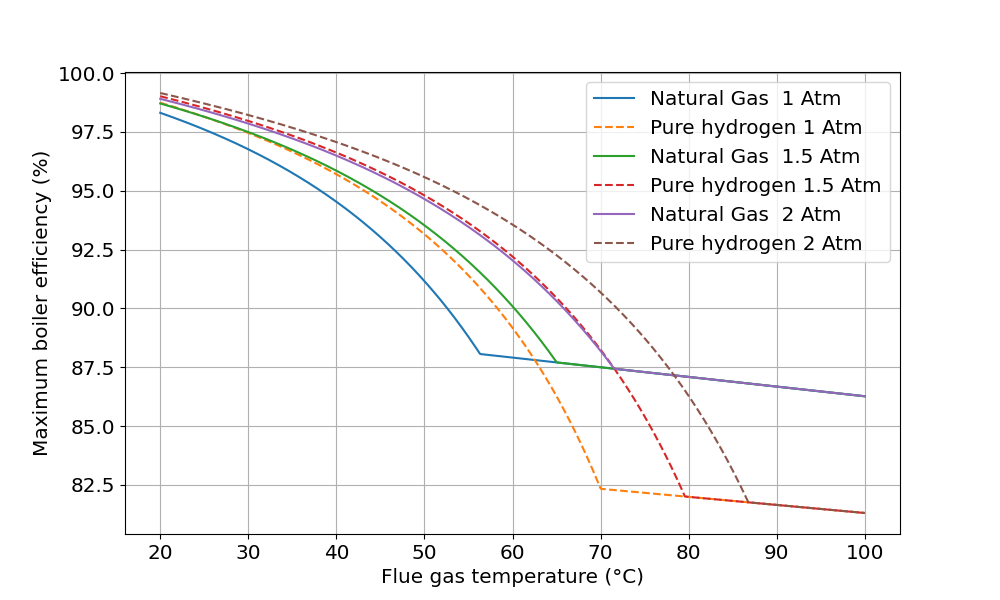 100.0
97.5
95.0
92.5
90.0
87.5
85.0
82.5
Maximum boiler efficiency (%)
Natural Gas  1 Atm
Pure hydrogen 1 Atm
Natural Gas  1.5 Atm
Pure hydrogen 1.5 Atm
Natural Gas  2 Atm
Pure hydrogen 2 Atm
20 30 40 50 60 70 80 90 100
Flue gas temperature (°C)